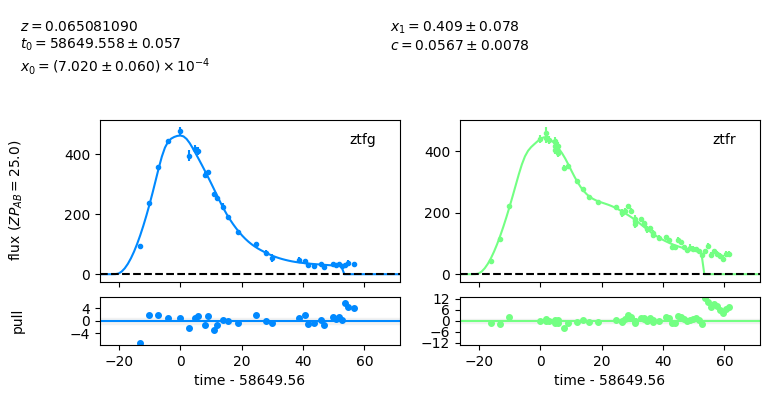 z = 0.065081090
t₀ = 58649.558 ± 0.057
x₀ = (7.020 ± 0.060) × 10⁻⁴
x₁ = 0.409 ± 0.078
c = 0.0567 ± 0.0078
flux (ZP_AB = 25.0)
400
200
0
ztfg
400
200
0
ztfr
pull
4
0
−4
−20 0 20 40 60
time - 58649.56
12
6
0
−6
−12
−20 0 20 40 60
time - 58649.56